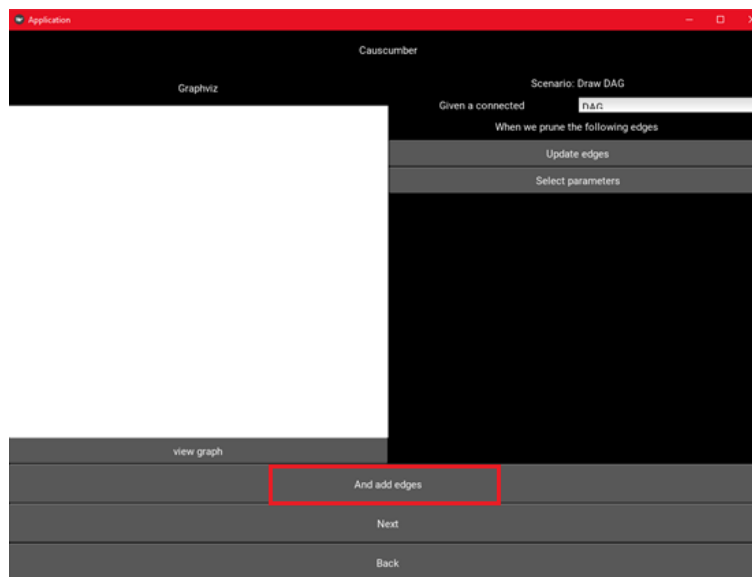 Application
Causcumber
Graphviz
Scenario: Draw DAG
Given a connected DAG
When we prune the following edges
Update edges
Select parameters
view graph
And add edges
Next
Back